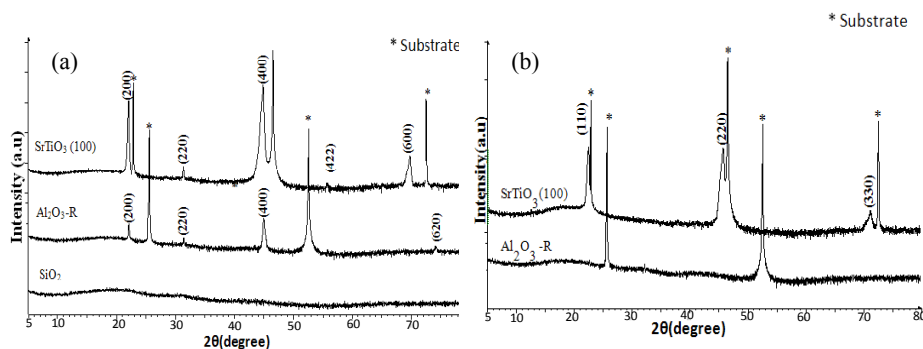 * Substrate
(a)
Intensity (a.u)
(200)
*
(220)
(400)
(422)
(600)
*
SrTiO₃ (100)
*
*
(200)
(220)
(400)
(620)
Al₂O₃-R
SiO₂
5 20 30 40 50 60 70
2θ(degree)
* Substrate
(b)
Intensity (a.u)
(110)
*
*
(220)
*
*
(330)
*
SrTiO₃ (100)
Al₂O₃ -R
5 10 20 30 40 50 60 70 80
2θ(degree)